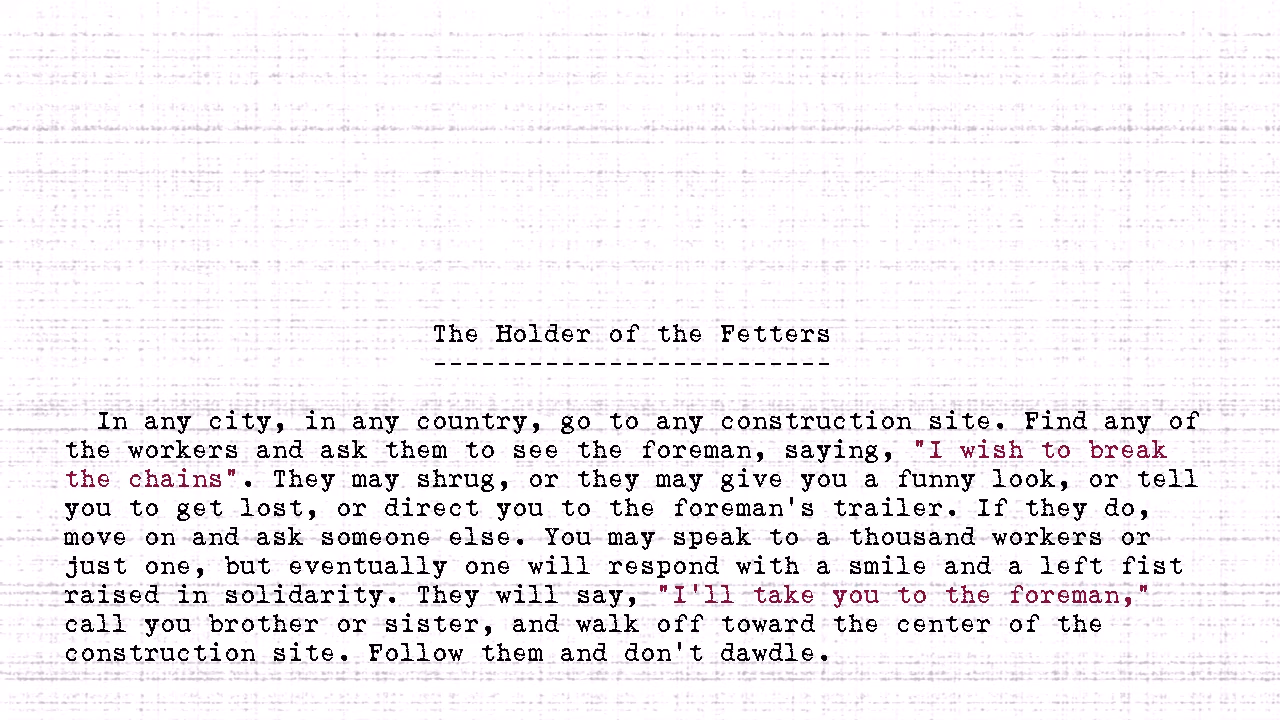 The Holder of the Fetters
-------------------------
In any city, in any country, go to any construction site. Find any of
the workers and ask them to see the foreman, saying, "I wish to break
the chains". They may shrug, or they may give you a funny look, or tell
you to get lost, or direct you to the foreman's trailer. If they do,
move on and ask someone else. You may speak to a thousand workers or
just one, but eventually one will respond with a smile and a left fist
raised in solidarity. They will say, "I'll take you to the foreman,"
call you brother or sister, and walk off toward the center of the
construction site. Follow them and don't dawdle.